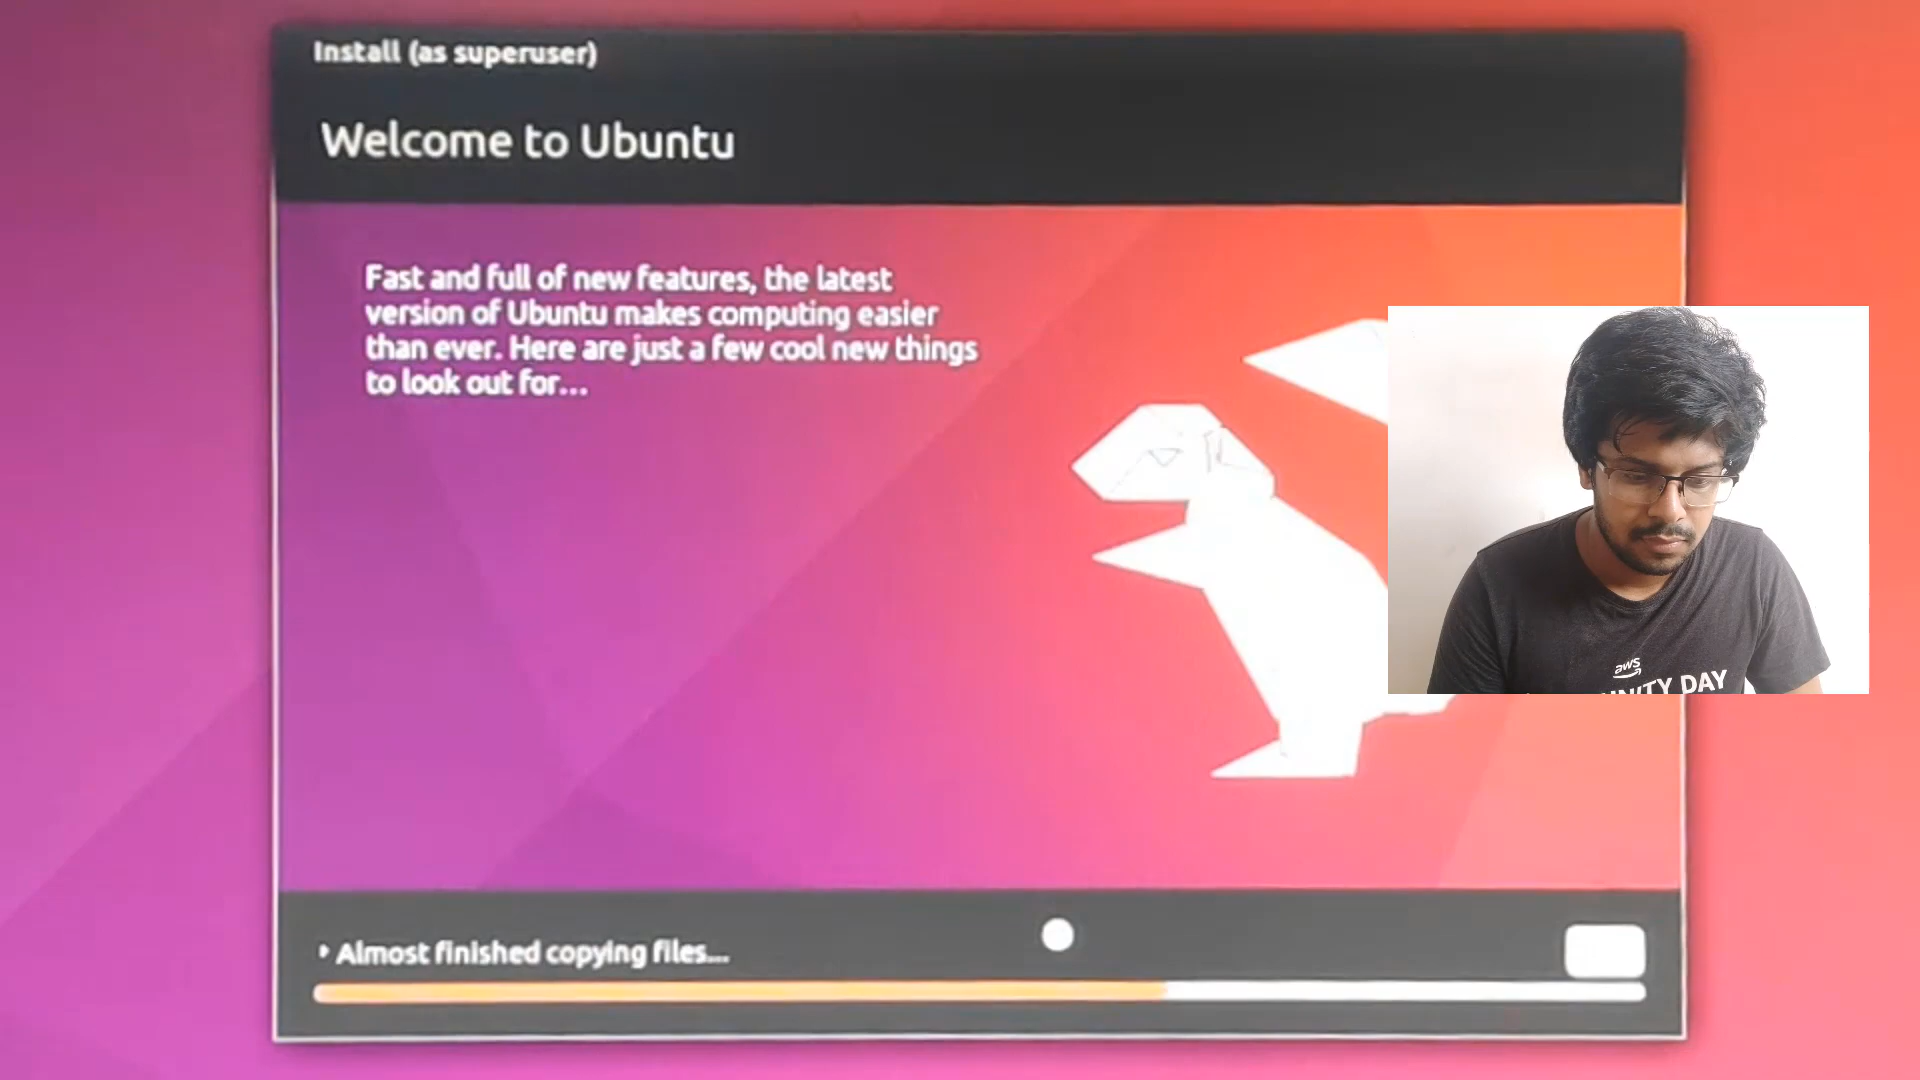 Install (as superuser)
Welcome to Ubuntu
Fast and full of new features, the latest
version of Ubuntu makes computing easier
than ever. Here are just a few cool new things
to look out for...
Almost finished copying files...
aws
DAY